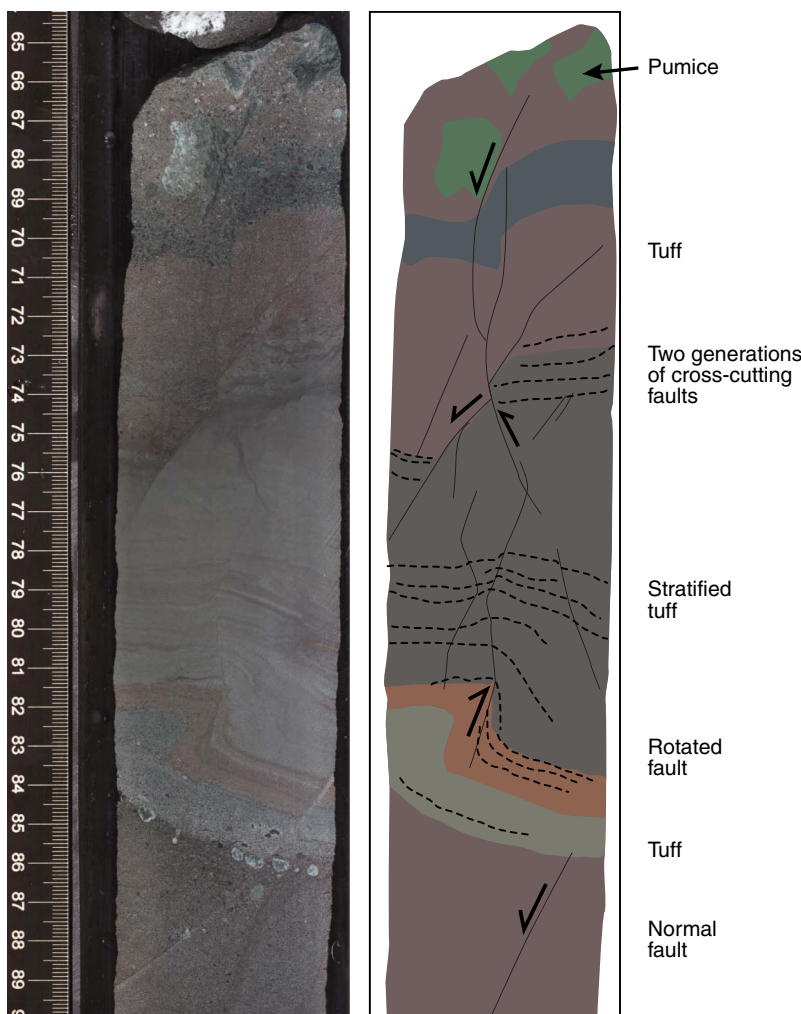 65
66
67
68
69
70
71
72
73
74
75
76
77
78
79
80
81
82
83
84
85
86
87
88
89
Pumice
Tuff
Two generations
of cross-cutting
faults
Stratified
tuff
Rotated
fault
Tuff
Normal
fault